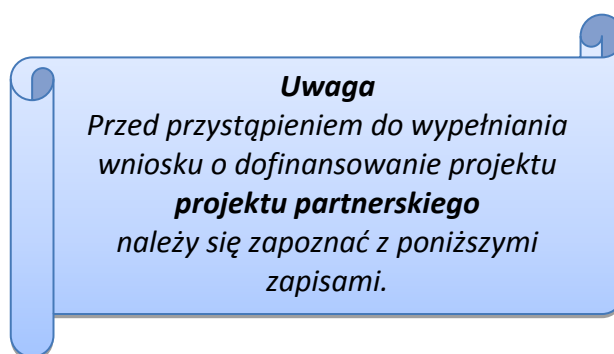 Uwaga
Przed przystąpieniem do wypełniania
wniosku o dofinansowanie projektu
projektu partnerskiego
należy się zapoznać z poniższymi
zapisami.